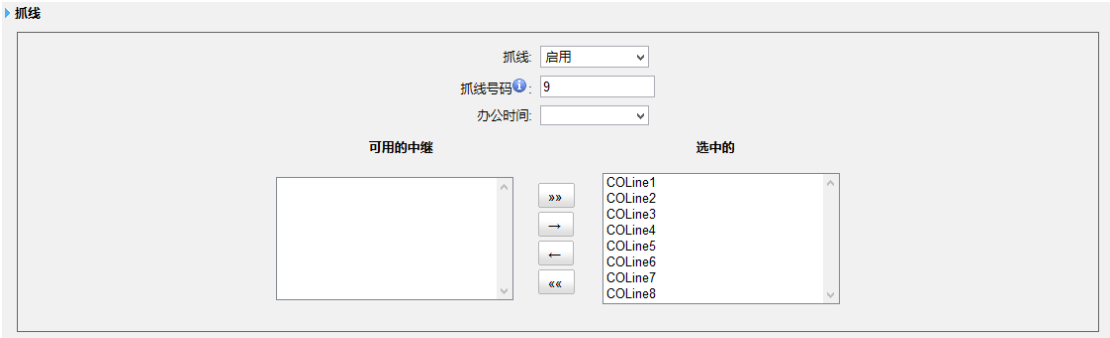 抓线
抓线: 启用
抓线号码 : 9
办公时间:
可用的中继 选中的
COLine1
»»
COLine2
COLine3
→
COLine4
COLine5
←
COLine6
COLine7
««
COLine8